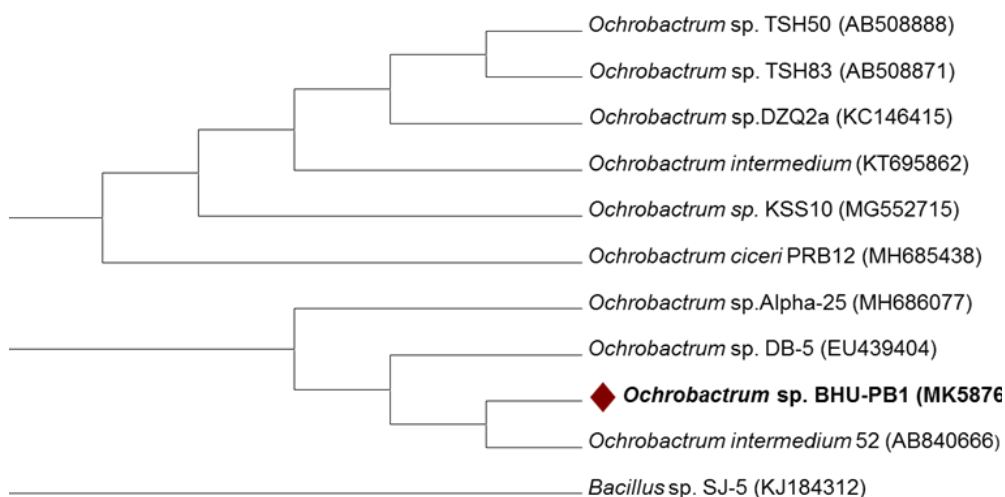 Ochrobactrum sp. TSH50 (AB508888)
Ochrobactrum sp. TSH83 (AB508871)
Ochrobactrum sp.DZQ2a (KC146415)
Ochrobactrum intermedium (KT695862)
Ochrobactrum sp. KSS10 (MG552715)
Ochrobactrum ciceri PRB12 (MH685438)
Ochrobactrum sp.Alpha-25 (MH686077)
Ochrobactrum sp. DB-5 (EU439404)
Ochrobactrum sp. BHU-PB1 (MK5876
Ochrobactrum intermedium 52 (AB840666)
Bacillus sp. SJ-5 (KJ184312)